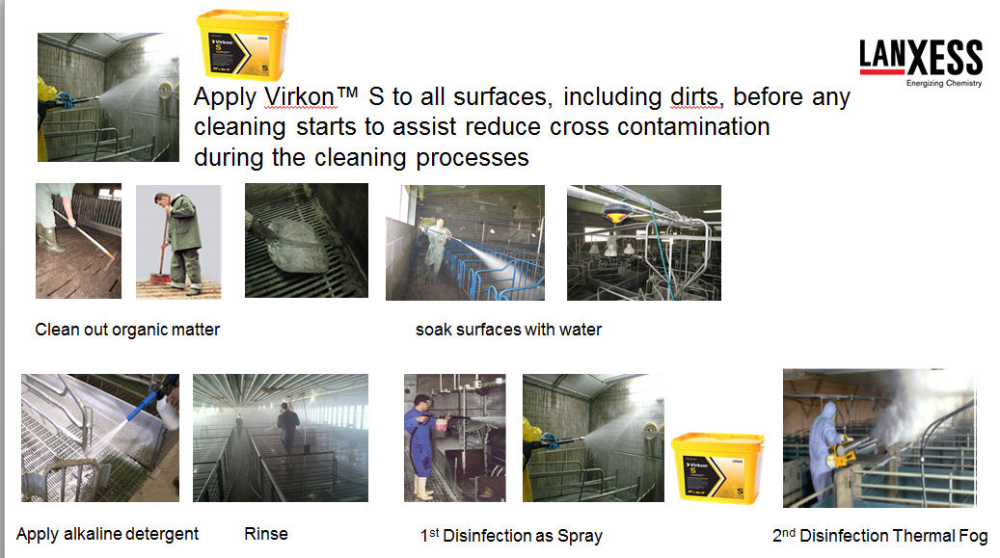 Virkon
S
S
LANXESS
Energizing Chemistry
Apply Virkon™ S to all surfaces, including dirts, before any
cleaning starts to assist reduce cross contamination
during the cleaning processes
Clean out organic matter
soak surfaces with water
Virkon
S
S
Apply alkaline detergent
Rinse
1st Disinfection as Spray
2nd Disinfection Thermal Fog